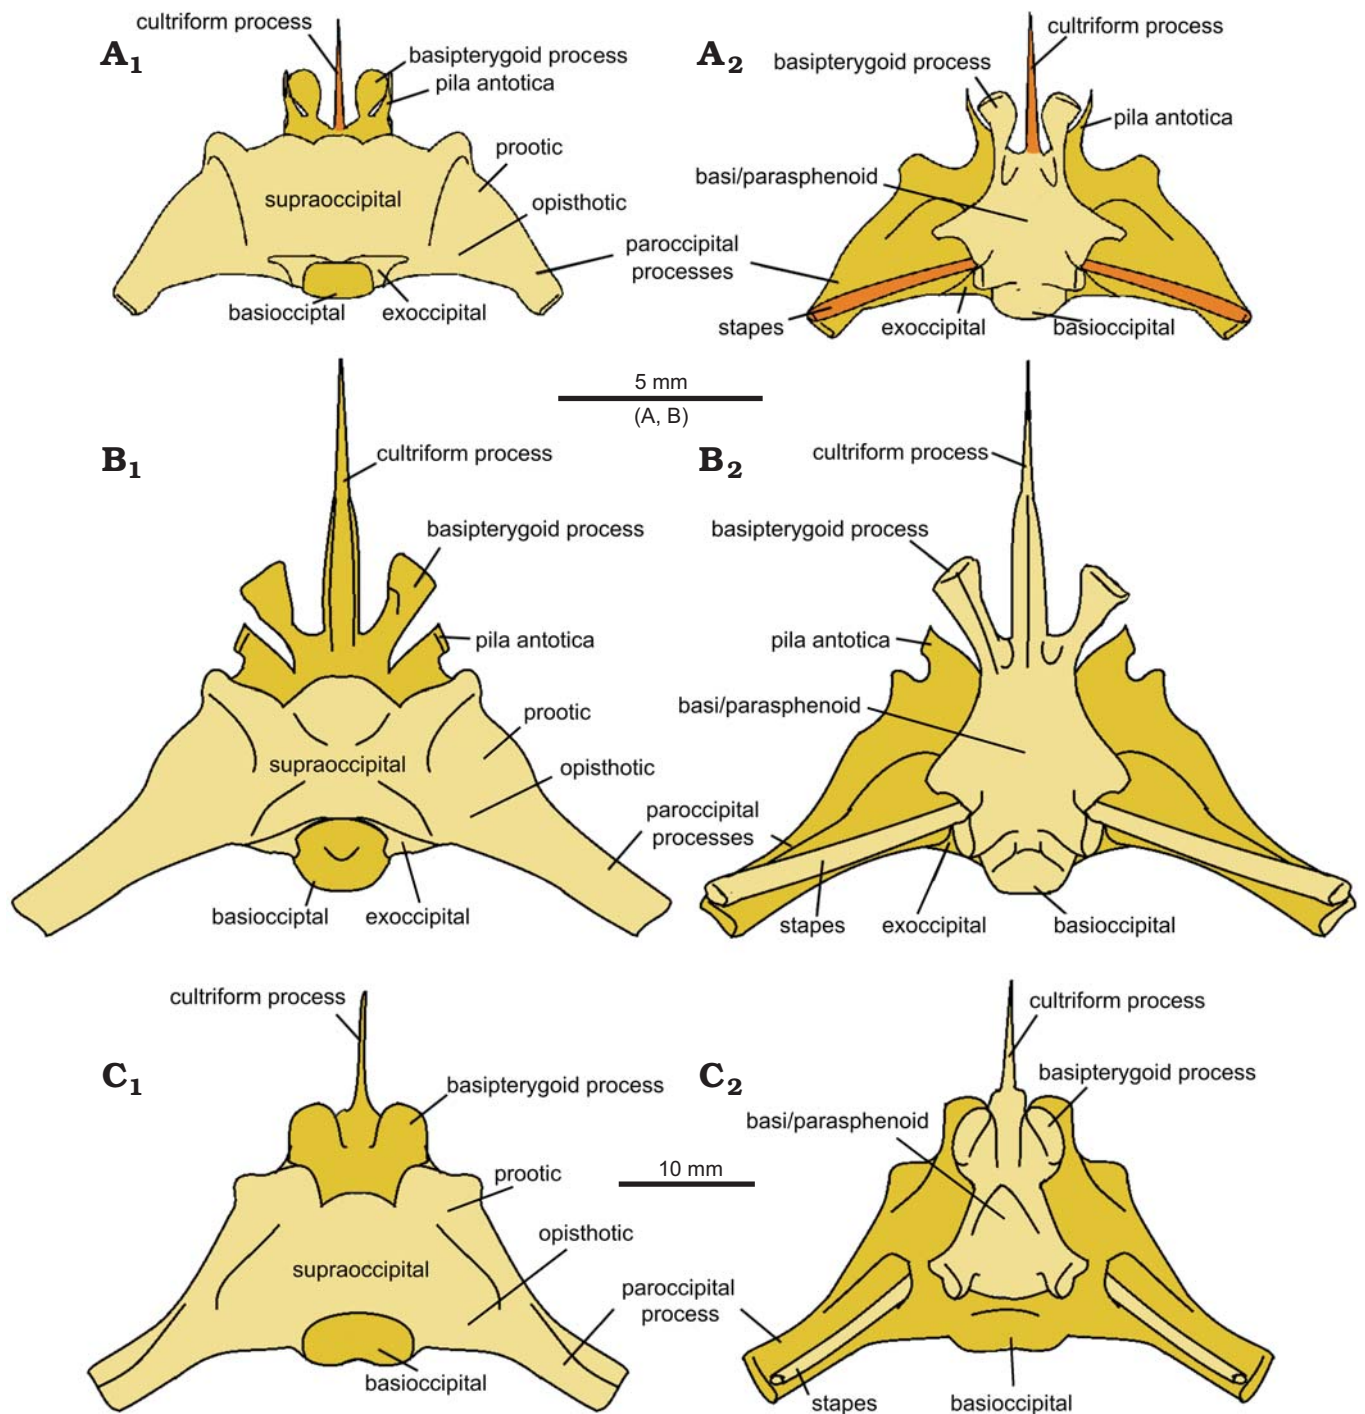 cultriform process
A1
basipterygoid process
pila antotica
prootic
supraoccipital
opisthotic
paroccipital
processes
basiocciptal
exoccipital
A2
cultriform process
basipterygoid process
pila antotica
basi/parasphenoid
stapes
exoccipital
basioccipital
5 mm
(A, B)
B1
cultriform process
basipterygoid process
pila antotica
prootic
supraoccipital
opisthotic
paroccipital
processes
basiocciptal
exoccipital
B2
cultriform process
basipterygoid process
pila antotica
basi/parasphenoid
stapes
exoccipital
basioccipital
cultriform process
C1
basipterygoid process
prootic
10 mm
opisthotic
supraoccipital
paroccipital
process
basioccipital
C2
cultriform process
basipterygoid process
basi/parasphenoid
stapes
basioccipital